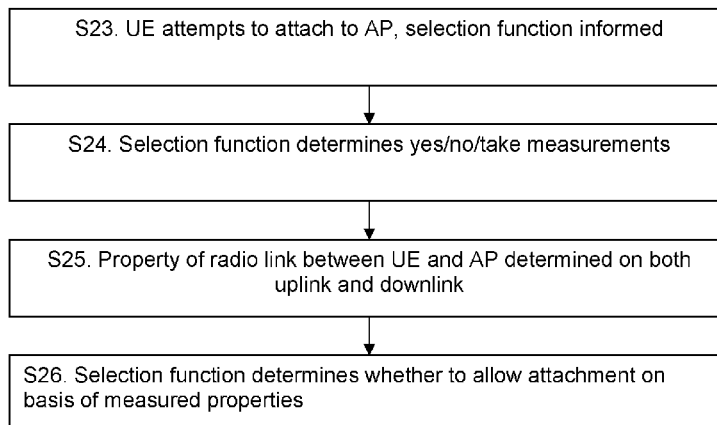 S23. UE attempts to attach to AP, selection function informed
S24. Selection function determines yes/no/take measurements
S25. Property of radio link between UE and AP determined on both
uplink and downlink
S26. Selection function determines whether to allow attachment on
basis of measured properties